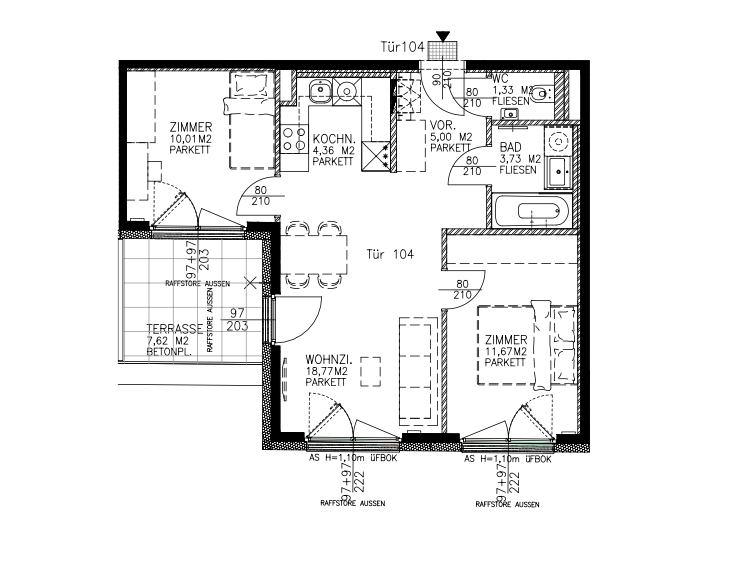 Tür104
90
210
WC
1,33 M2
FLIESEN
80
210
ZIMMER
10,01M2
PARKETT
KOCHN.
4,36 M2
PARKETT
VOR.
5,00 M2
PARKETT
BAD
3,73 M2
FLIESEN
80
210
80
210
Tür 104
97+97
203
RAFFSTORE AUSSEN
80
210
RAFFSTORE AUSSEN
97
203
TERRASSE
7,62 M2
BETONPL.
ZIMMER
11,67M2
PARKETT
WOHNZI.
18,77M2
PARKETT
AS H=1,10m üFBOK
AS H=1,10m üFBOK
97+97
222
97+97
222
RAFFSTORE AUSSEN
RAFFSTORE AUSSEN